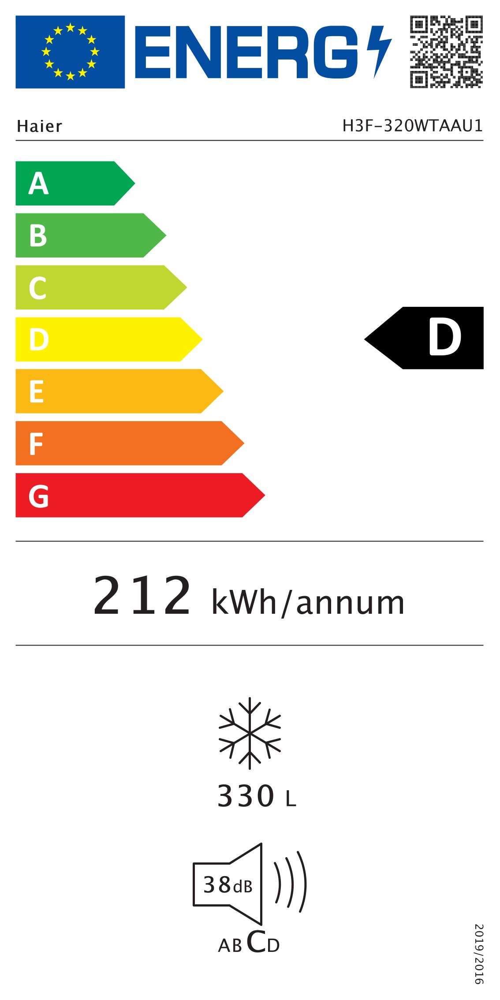 ENERG
Haier
H3F-320WTAAU1
A
B
C
D
D
E
F
G
212 kWh/annum
330 L
38dB
ABCD
2019/2016